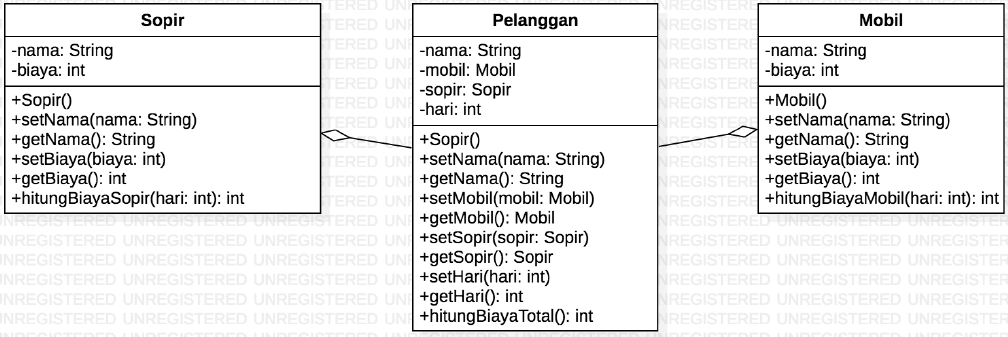 Sopir
-nama: String
-biaya: int
+Sopir()
+setNama(nama: String)
+getNama(): String
+setBiaya(biaya: int)
+getBiaya(): int
+hitungBiayaSopir(hari: int): int
Pelanggan
-nama: String
-mobil: Mobil
-sopir: Sopir
-hari: int
+Sopir()
+setNama(nama: String)
+getNama(): String
+setMobil(mobil: Mobil)
+getMobil(): Mobil
+setSopir(sopir: Sopir)
+getSopir(): Sopir
+setHari(hari: int)
+getHari(): int
+hitungBiayaTotal(): int
Mobil
-nama: String
-biaya: int
+Mobil()
+setNama(nama: String)
+getNama(): String
+setBiaya(biaya: int)
+getBiaya(): int
+hitungBiayaMobil(hari: int): int
UNREGISTERED UNREGISTERED UNREGISTERED